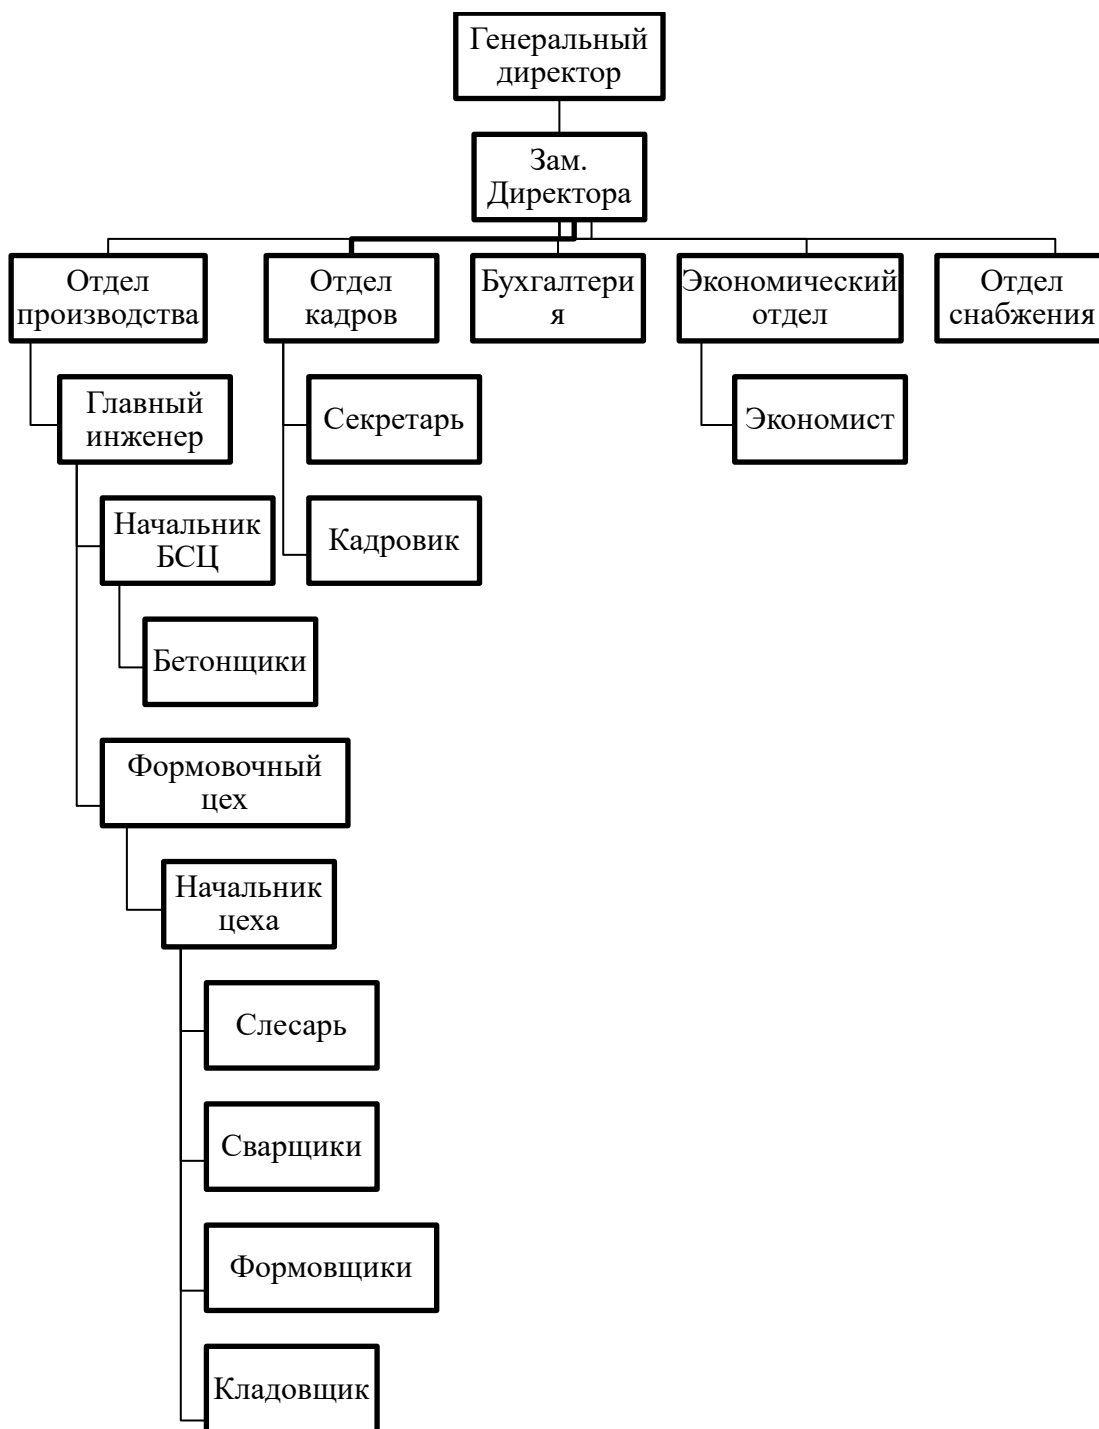 Генеральный
директор
Зам.
Директора
Отдел
производства
Отдел
кадров
Бухгалтери
я
Экономический
отдел
Отдел
снабжения
Главный
инженер
Секретарь
Экономист
Начальник
БСЦ
Кадровик
Бетонщики
Формовочный
цех
Начальник
цеха
Слесарь
Сварщики
Формовщики
Кладовщик